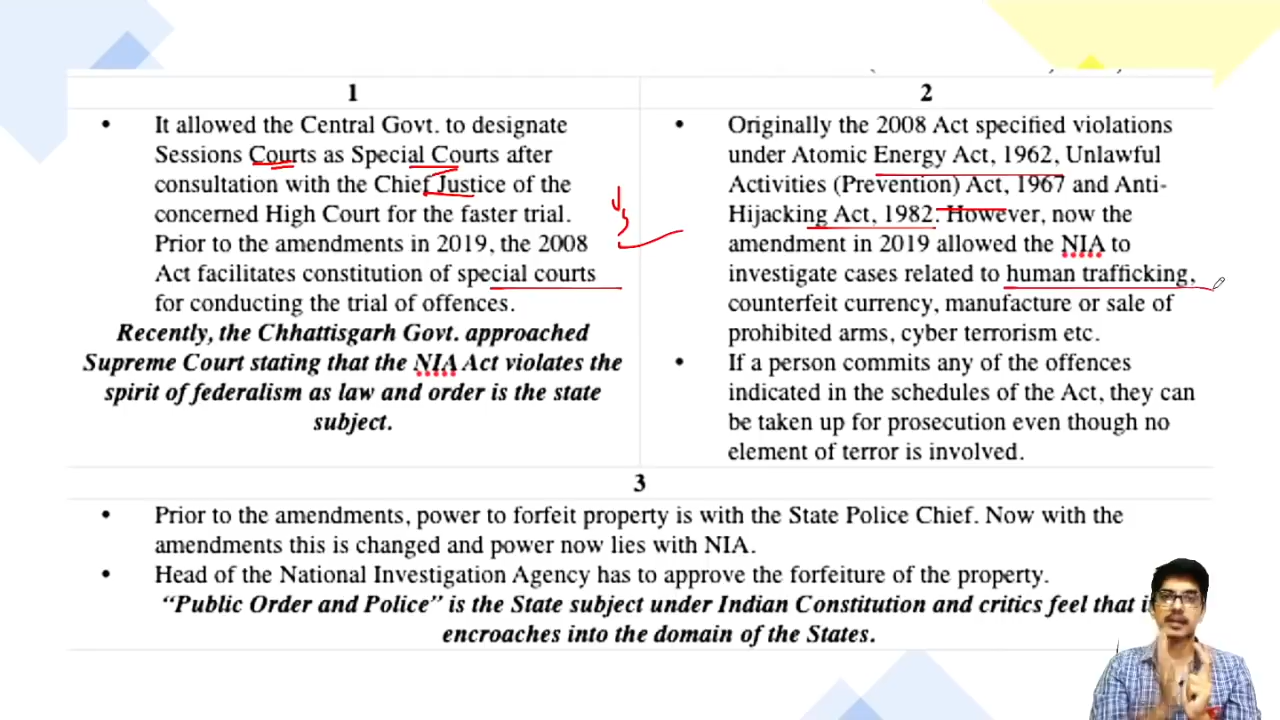 1
It allowed the Central Govt. to designate
Sessions Courts as Special Courts after
consultation with the Chief Justice of the
concerned High Court for the faster trial.
Prior to the amendments in 2019, the 2008
Act facilitates constitution of special courts
for conducting the trial of offences.
Recently, the Chhattisgarh Govt. approached
Supreme Court stating that the NIA Act violates the
spirit of federalism as law and order is the state
subject.
2
Originally the 2008 Act specified violations
under Atomic Energy Act, 1962, Unlawful
Activities (Prevention) Act, 1967 and Anti-
Hijacking Act, 1982. However, now the
amendment in 2019 allowed the NIA to
investigate cases related to human trafficking,
counterfeit currency, manufacture or sale of
prohibited arms, cyber terrorism etc.
If a person commits any of the offences
indicated in the schedules of the Act, they can
be taken up for prosecution even though no
element of terror is involved.
3
Prior to the amendments, power to forfeit property is with the State Police Chief. Now with the
amendments this is changed and power now lies with NIA.
Head of the National Investigation Agency has to approve the forfeiture of the property.
“Public Order and Police” is the State subject under Indian Constitution and critics feel that
encroaches into the domain of the States.